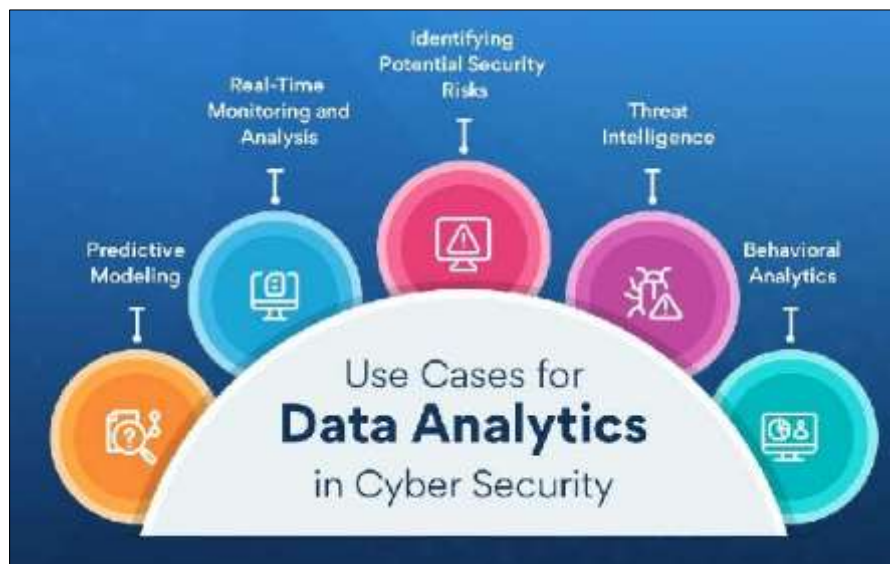 Identifying
Potential Security
Risks
Real-Time
Monitoring and
Analysis
Threat
Intelligence
Predictive
Modeling
Behavioral
Analytics
Use Cases for
Data Analytics
in Cyber Security